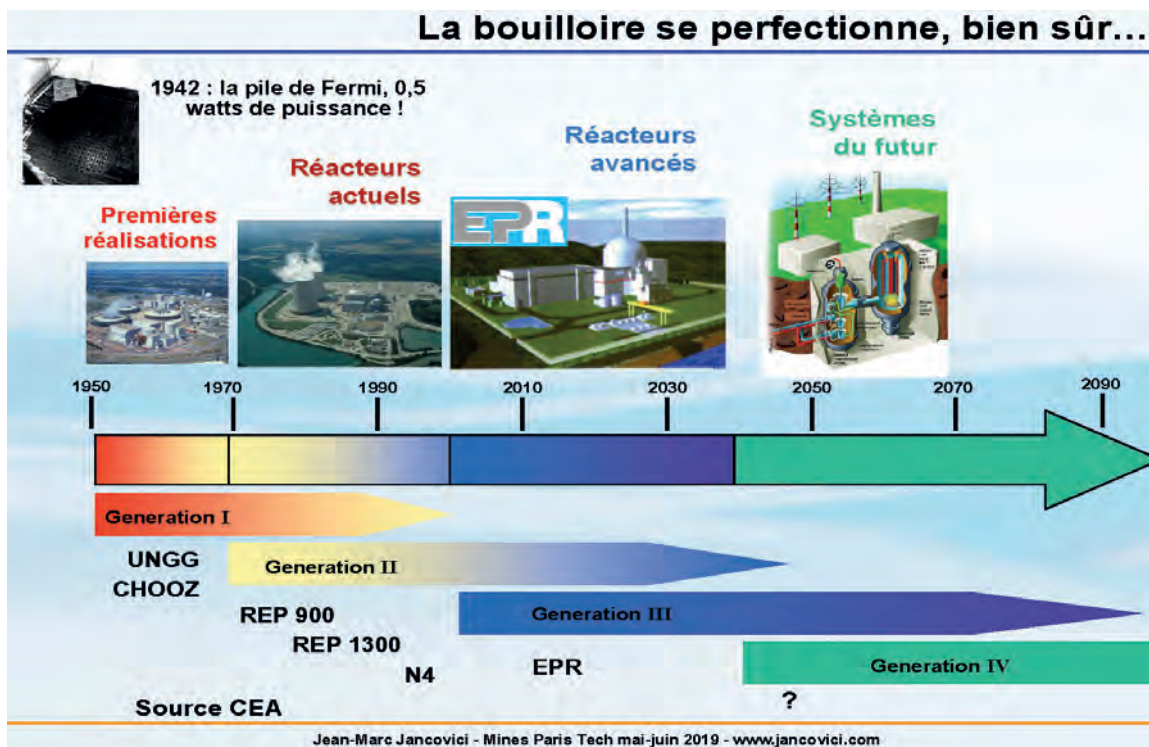 La bouilloire se perfectionne, bien sûr...
1942 : la pile de Fermi, 0,5
watts de puissance !
Premières
réalisations
Réacteurs
actuels
Réacteurs
avancés
EPR
Systèmes
du futur
1950 1970 1990 2010 2030 2050 2070 2090
Generation I
UNGG
CHOOZ
Generation II
REP 900
REP 1300
N4
Generation III
EPR
Generation IV
?
Source CEA
Jean-Marc Jancovici - Mines Paris Tech mai-juin 2019 - www.jancovici.com